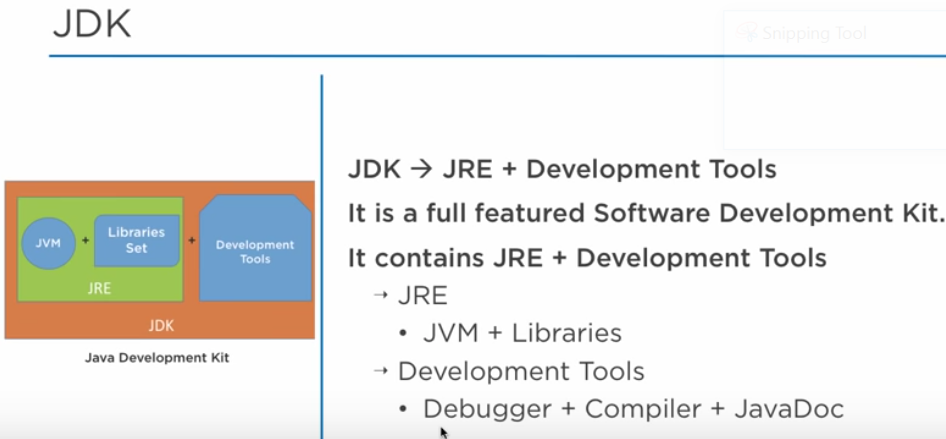 JDK
Snipping Tool
JDK → JRE + Development Tools
It is a full featured Software Development Kit.
It contains JRE + Development Tools
→ JRE
• JVM + Libraries
→ Development Tools
• Debugger + Compiler + JavaDoc
JVM
+
Libraries
Set
+
Development
Tools
JRE
JDK
Java Development Kit